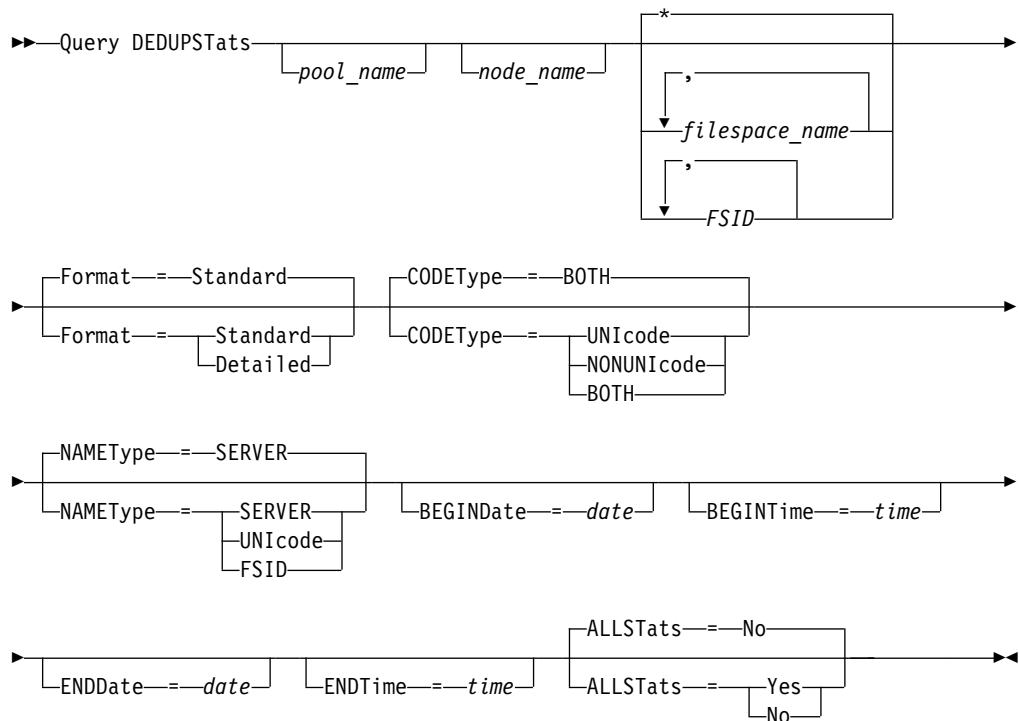 *
Query DEDUPSTats
pool_name
node_name
,
filespace_name
,
FSID
Format = Standard
CODEType = BOTH
Format = Standard
Detailed
CODEType = UNIcode
NONUNIcode
BOTH
NAMEType = SERVER
NAMEType = SERVER
UNIcode
FSID
BEGINDate = date
BEGINTime = time
ALLSTats = No
ENDDate = date
ENDTime = time
ALLSTats = Yes
No